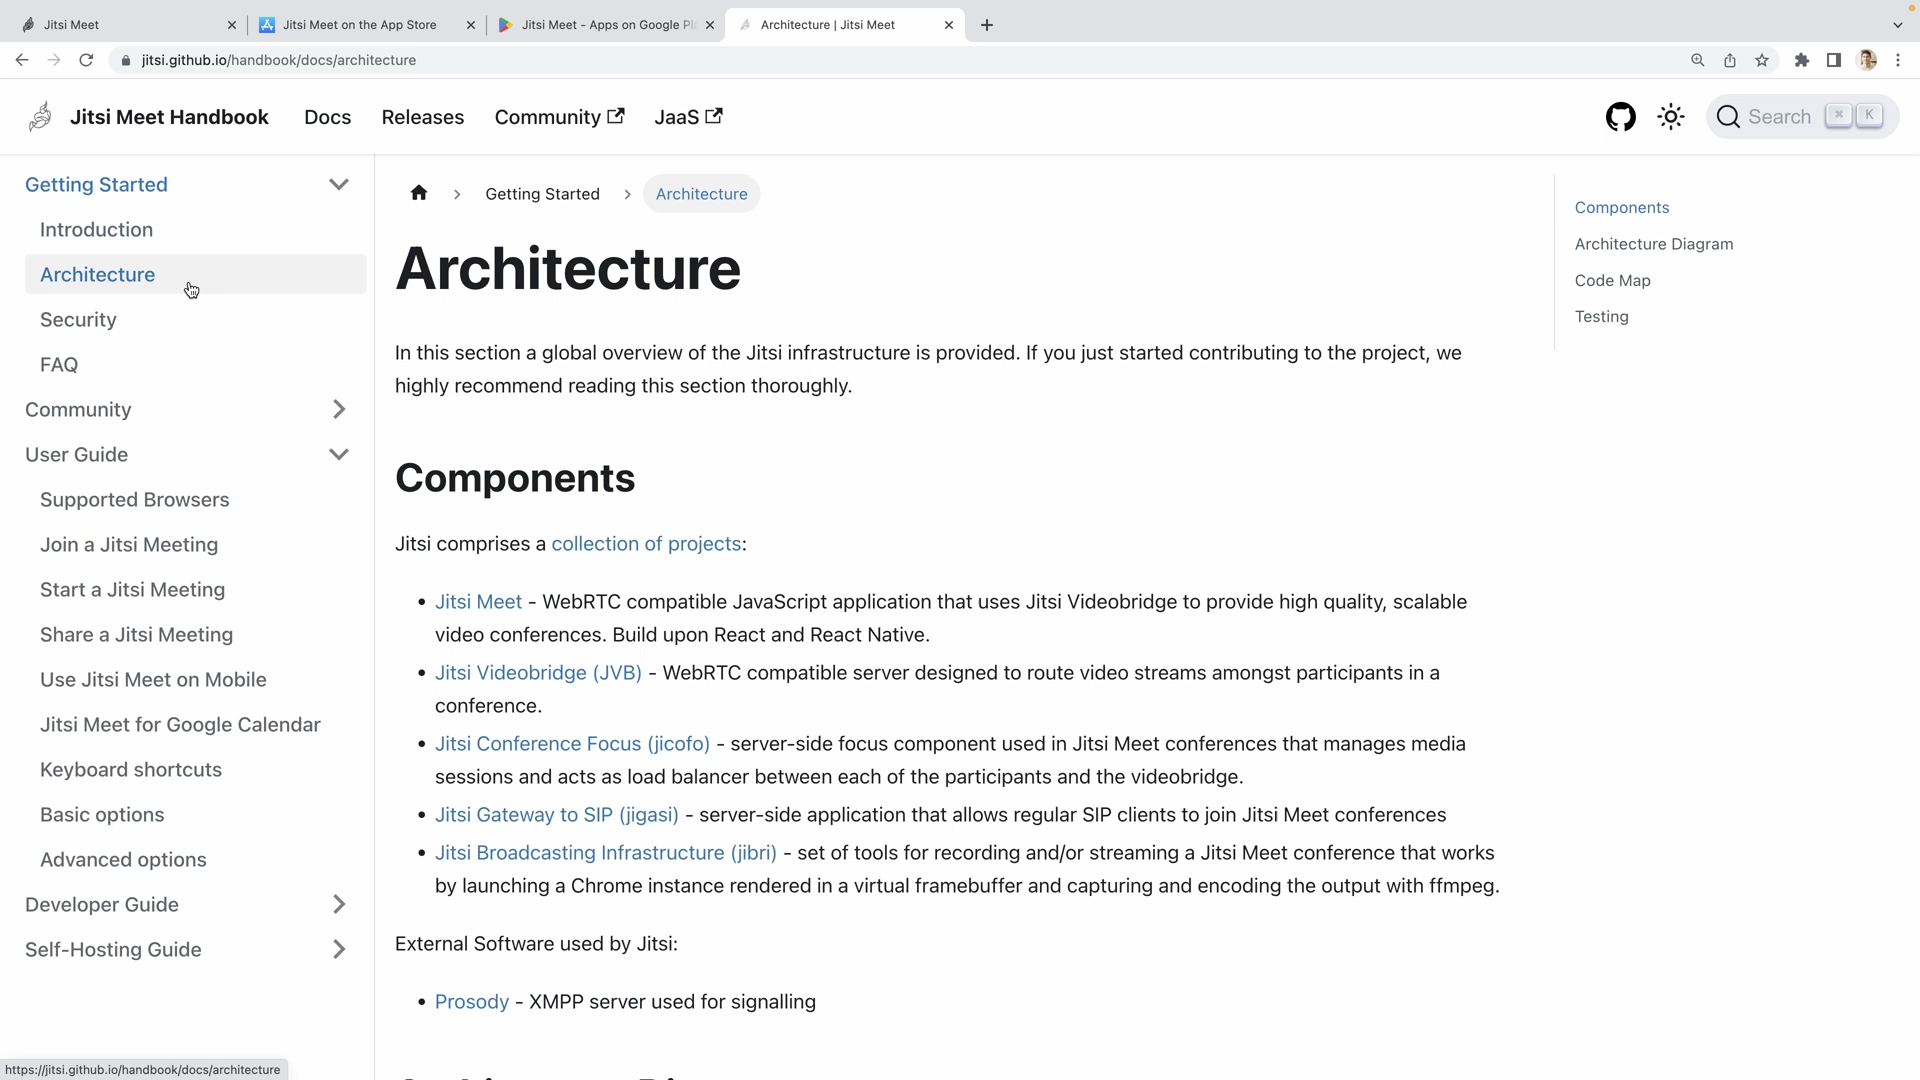 Jitsi Meet
Jitsi Meet on the App Store
Jitsi Meet - Apps on Google Pl
Architecture | Jitsi Meet
jitsi.github.io/handbook/docs/architecture
Jitsi Meet Handbook
Docs
Releases
Community
JaaS
Search
⌘
K
Getting Started
Introduction
Architecture
Security
FAQ
Community
User Guide
Supported Browsers
Join a Jitsi Meeting
Start a Jitsi Meeting
Share a Jitsi Meeting
Use Jitsi Meet on Mobile
Jitsi Meet for Google Calendar
Keyboard shortcuts
Basic options
Advanced options
Developer Guide
Self-Hosting Guide
Getting Started
Architecture
Architecture
In this section a global overview of the Jitsi infrastructure is provided. If you just started contributing to the project, we
highly recommend reading this section thoroughly.
Components
Jitsi comprises a collection of projects:
• Jitsi Meet - WebRTC compatible JavaScript application that uses Jitsi Videobridge to provide high quality, scalable
video conferences. Build upon React and React Native.
• Jitsi Videobridge (JVB) - WebRTC compatible server designed to route video streams amongst participants in a
conference.
• Jitsi Conference Focus (jicofo) - server-side focus component used in Jitsi Meet conferences that manages media
sessions and acts as load balancer between each of the participants and the videobridge.
• Jitsi Gateway to SIP (jigasi) - server-side application that allows regular SIP clients to join Jitsi Meet conferences
• Jitsi Broadcasting Infrastructure (jibri) - set of tools for recording and/or streaming a Jitsi Meet conference that works
by launching a Chrome instance rendered in a virtual framebuffer and capturing and encoding the output with ffmpeg.
External Software used by Jitsi:
• Prosody - XMPP server used for signalling
Components
Architecture Diagram
Code Map
Testing
https://jitsi.github.io/handbook/docs/architecture